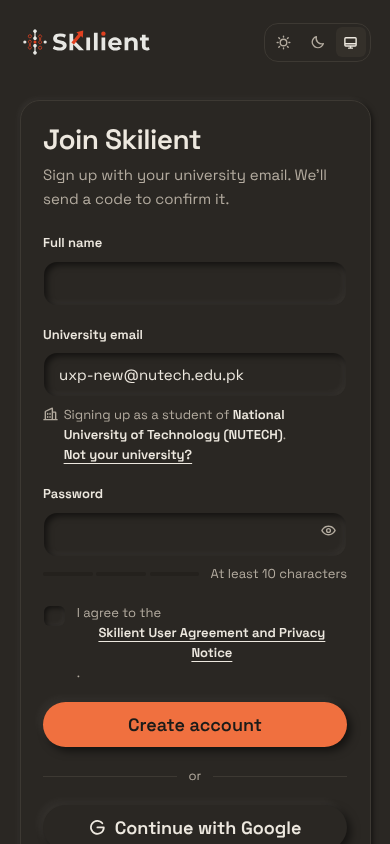 Skilient
Join Skilient
Sign up with your university email. We'll
send a code to confirm it.
Full name
University email
uxp-new@nutech.edu.pk
Signing up as a student of National
University of Technology (NUTECH).
Not your university?
Password
At least 10 characters
I agree to the
Skilient User Agreement and Privacy
Notice
.
Create account
or
Continue with Google